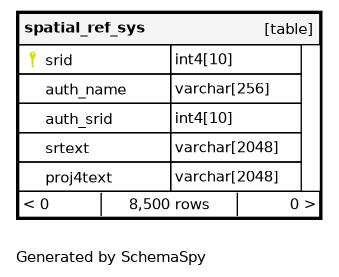 spatial_ref_sys [table]
srid int4[10]
auth_name varchar[256]
auth_srid int4[10]
srtext varchar[2048]
proj4text varchar[2048]
< 0 8,500 rows 0 >
Generated by SchemaSpy